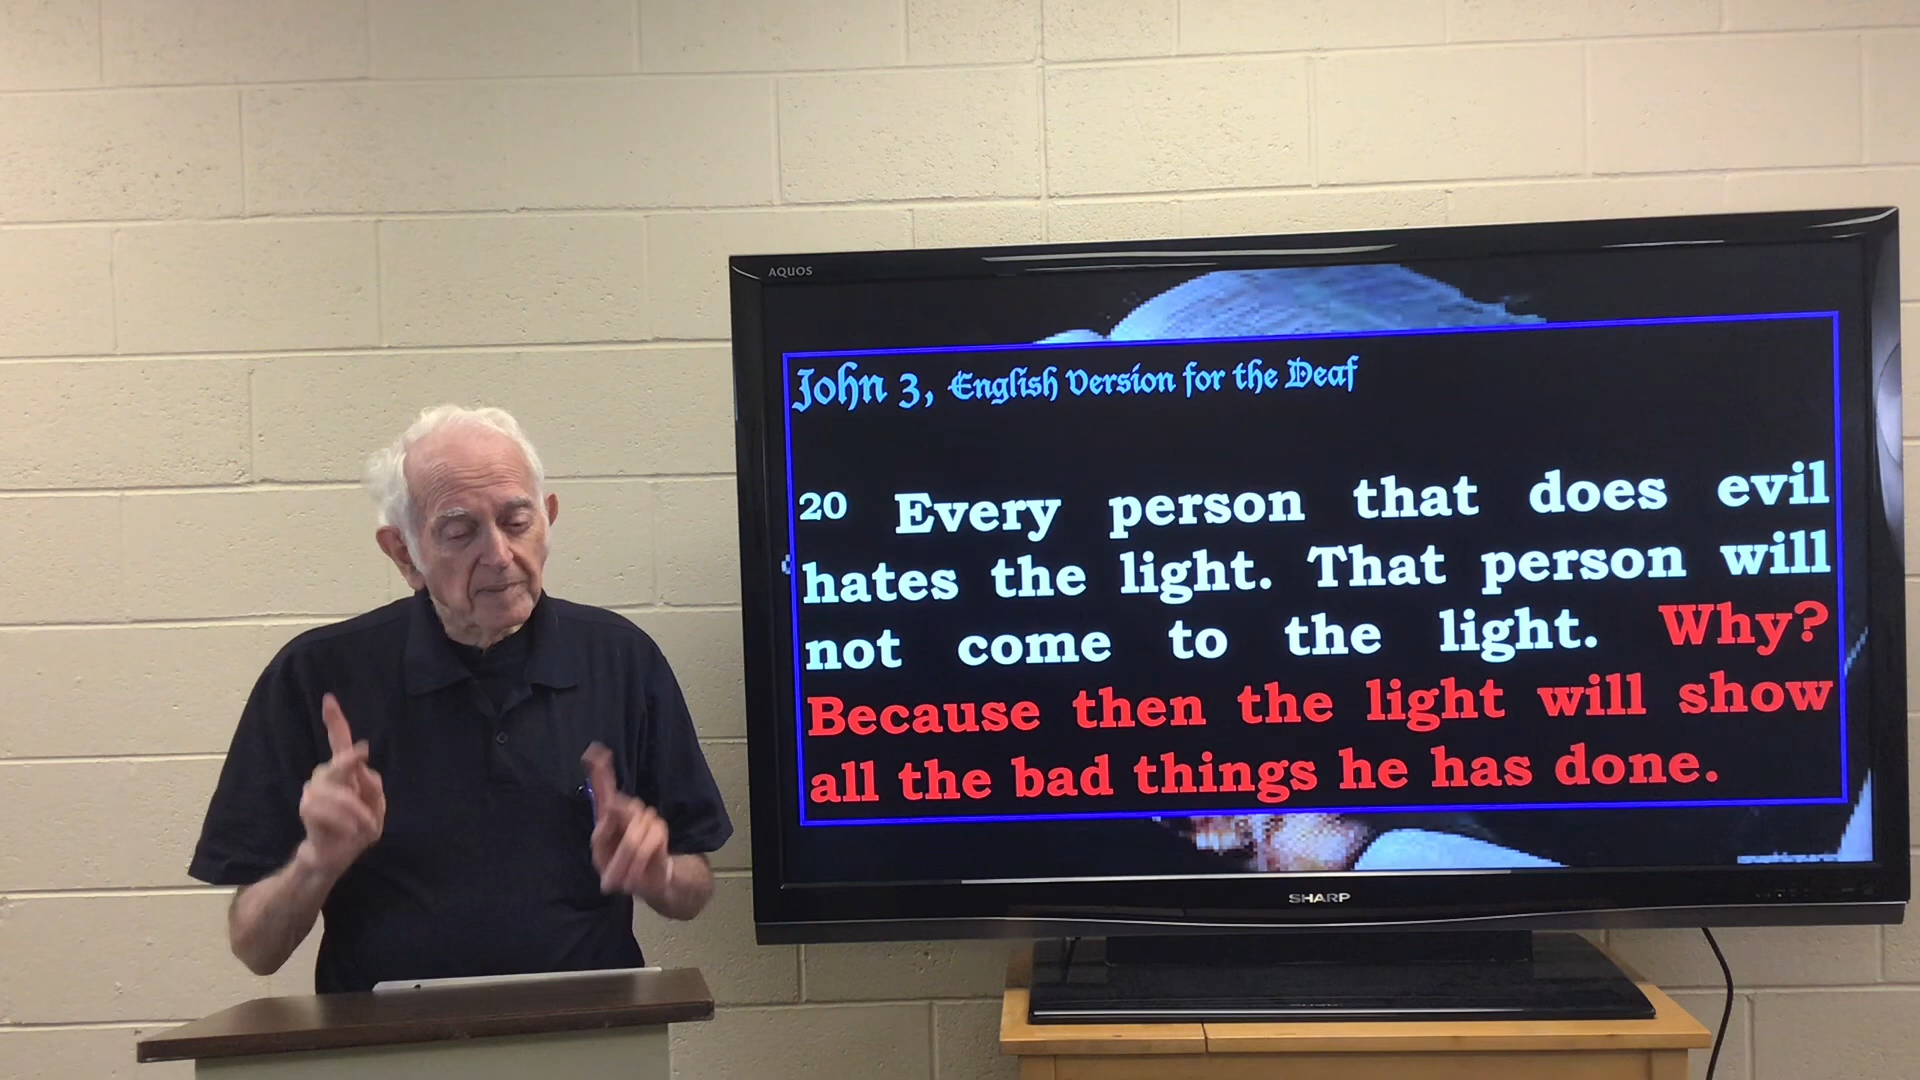 AQUOS
John 3, English Version for the Deaf
20 Every person that does evil
hates the light. That person will
not come to the light. Why?
Because then the light will show
all the bad things he has done.
SHARP